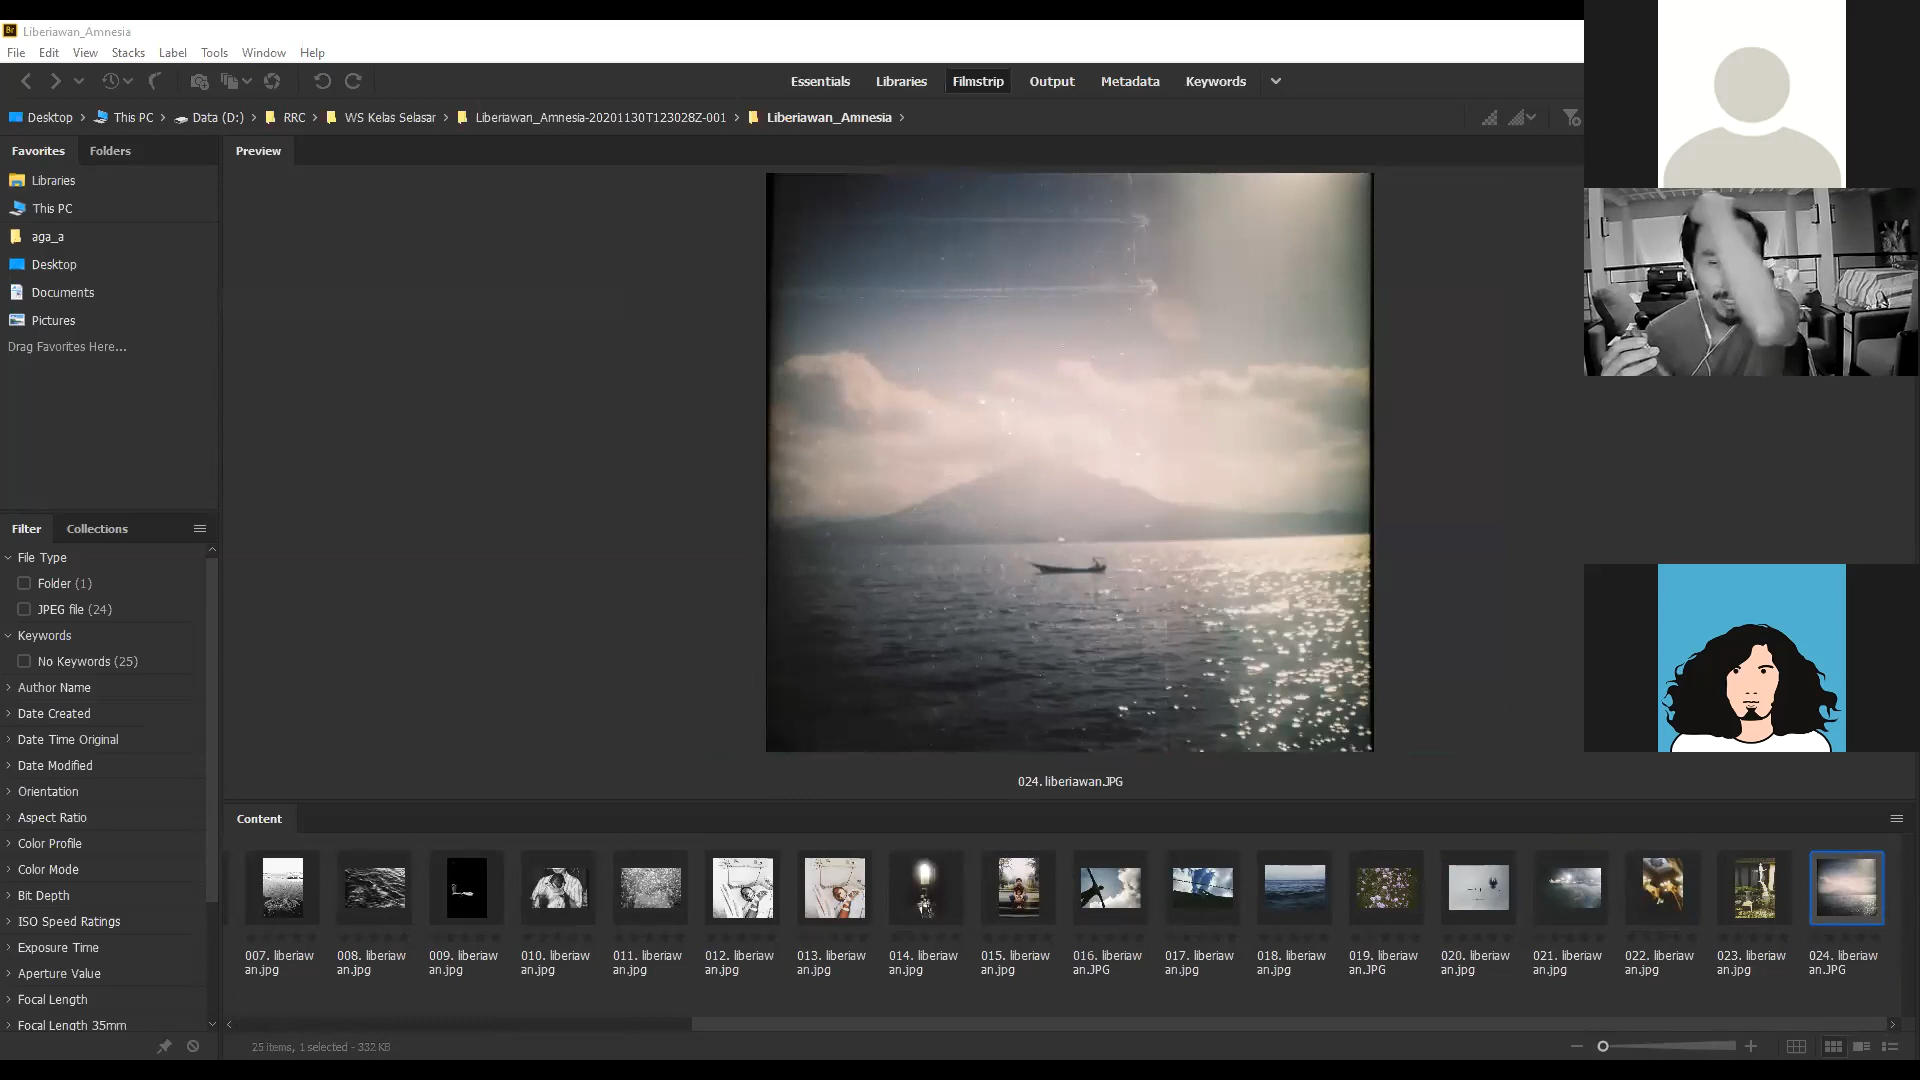 Br Liberiawan_Amnesia
File Edit View Stacks Label Tools Window Help
Essentials Libraries Filmstrip Output Metadata Keywords
Desktop This PC Data (D:) RRC WS Kelas Selasar Liberiawan_Amnesia-20201130T123028Z-001 Liberiawan_Amnesia
Favorites Folders
Preview
Libraries
This PC
aga_a
Desktop
Documents
Pictures
Drag Favorites Here...
024. liberiawan.JPG
Filter Collections
File Type
Folder (1)
JPEG file (24)
Keywords
No Keywords (25)
Author Name
Date Created
Date Time Original
Date Modified
Orientation
Aspect Ratio
Color Profile
Color Mode
Bit Depth
ISO Speed Ratings
Exposure Time
Aperture Value
Focal Length
Focal Length 35mm
Content
007. liberiaw
an.jpg
008. liberiaw
an.jpg
009. liberiaw
an.jpg
010. liberiaw
an.jpg
011. liberiaw
an.jpg
012. liberiaw
an.jpg
013. liberiaw
an.jpg
014. liberiaw
an.jpg
015. liberiaw
an.jpg
016. liberiaw
an.JPG
017. liberiaw
an.jpg
018. liberiaw
an.jpg
019. liberiaw
an.JPG
020. liberiaw
an.jpg
021. liberiaw
an.jpg
022. liberiaw
an.jpg
023. liberiaw
an.jpg
024. liberiaw
an.JPG
25 items, 1 selected - 332 KB